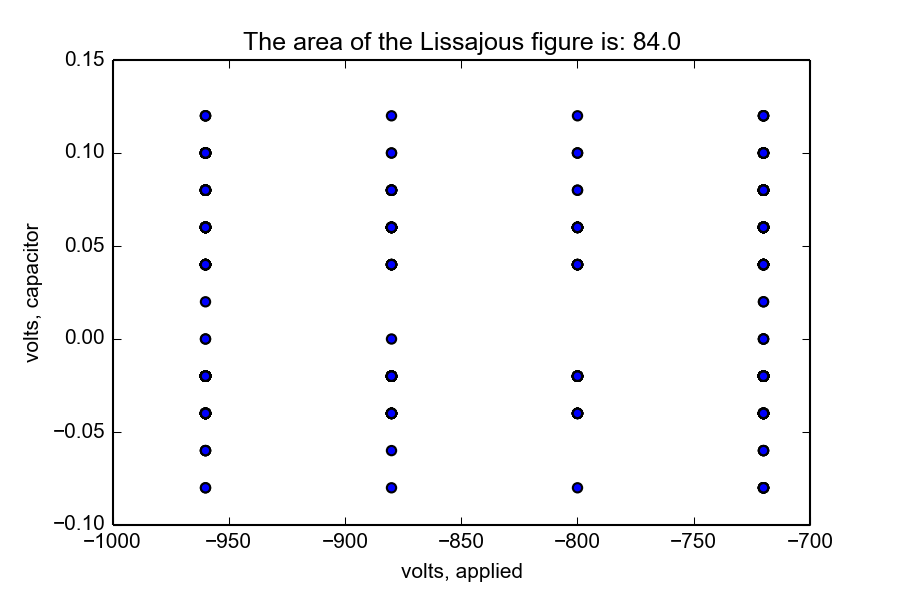 The area of the Lissajous figure is: 84.0
0.15
0.10
0.05
0.00
−0.05
−0.10
volts, capacitor
−1000 −950 −900 −850 −800 −750 −700
volts, applied